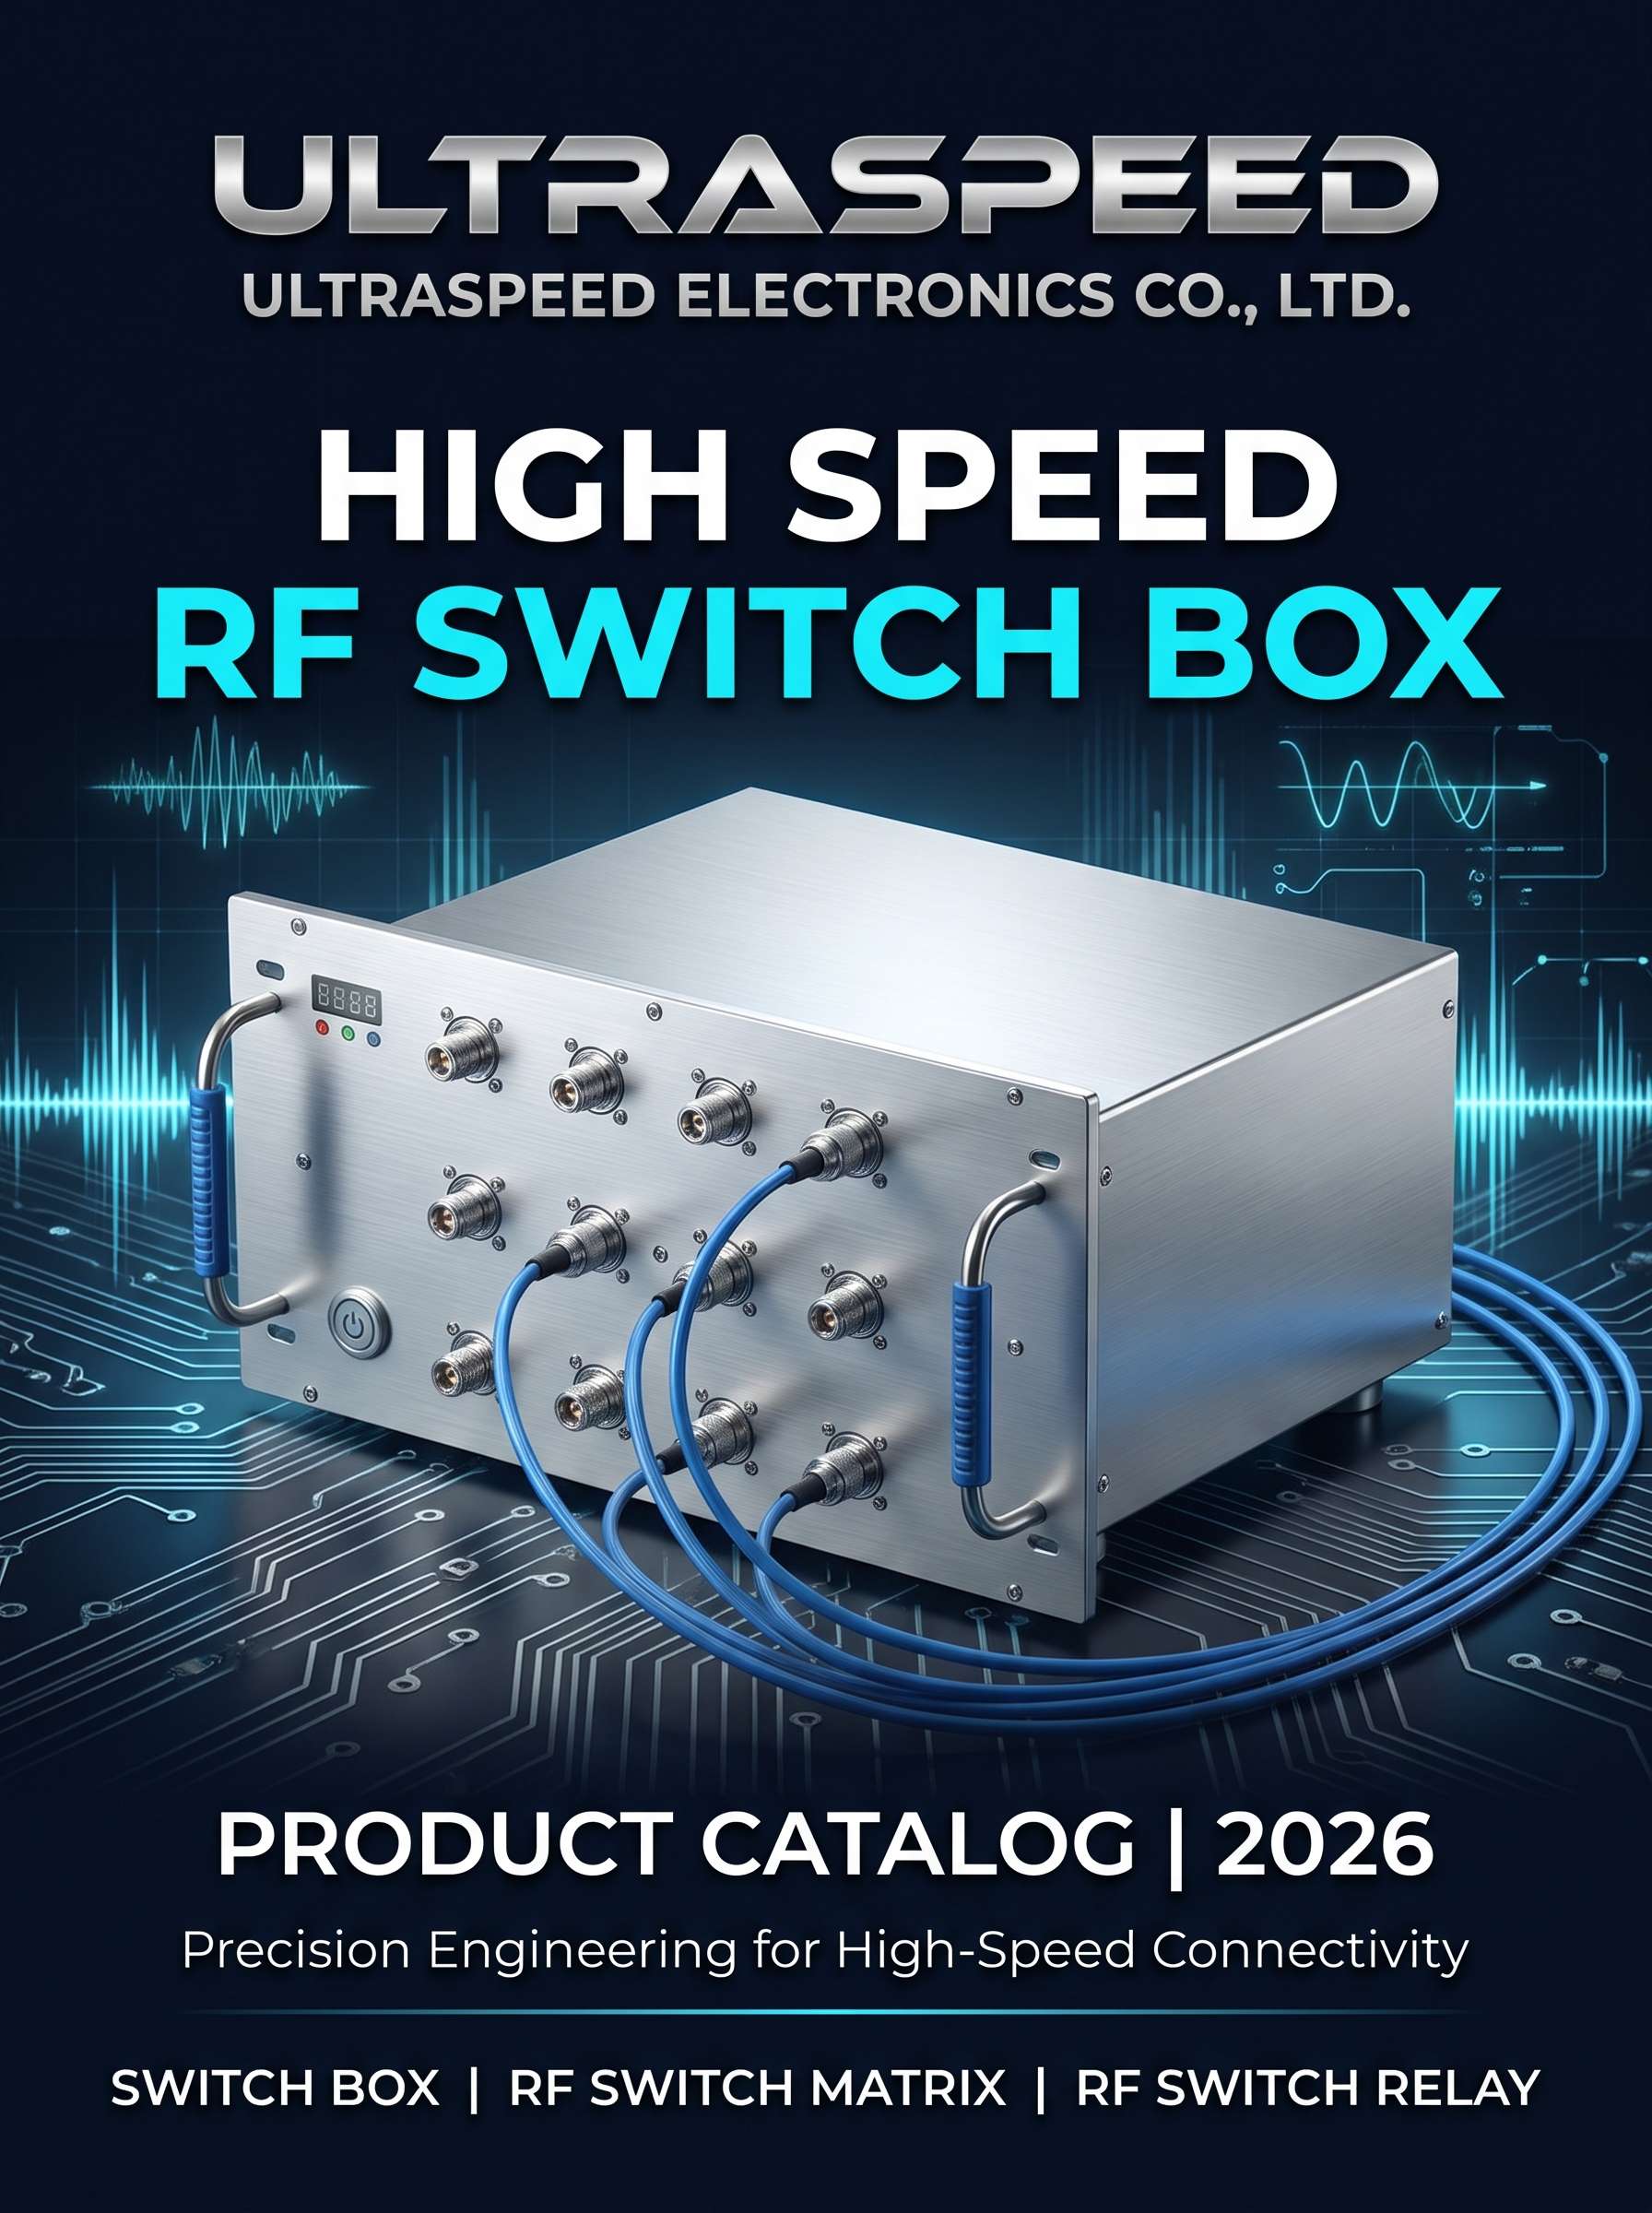 ULTRASPEED
ULTRASPEED ELECTRONICS CO., LTD.
HIGH SPEED
RF SWITCH BOX
8888
PRODUCT CATALOG | 2026
Precision Engineering for High-Speed Connectivity
SWITCH BOX | RF SWITCH MATRIX | RF SWITCH RELAY